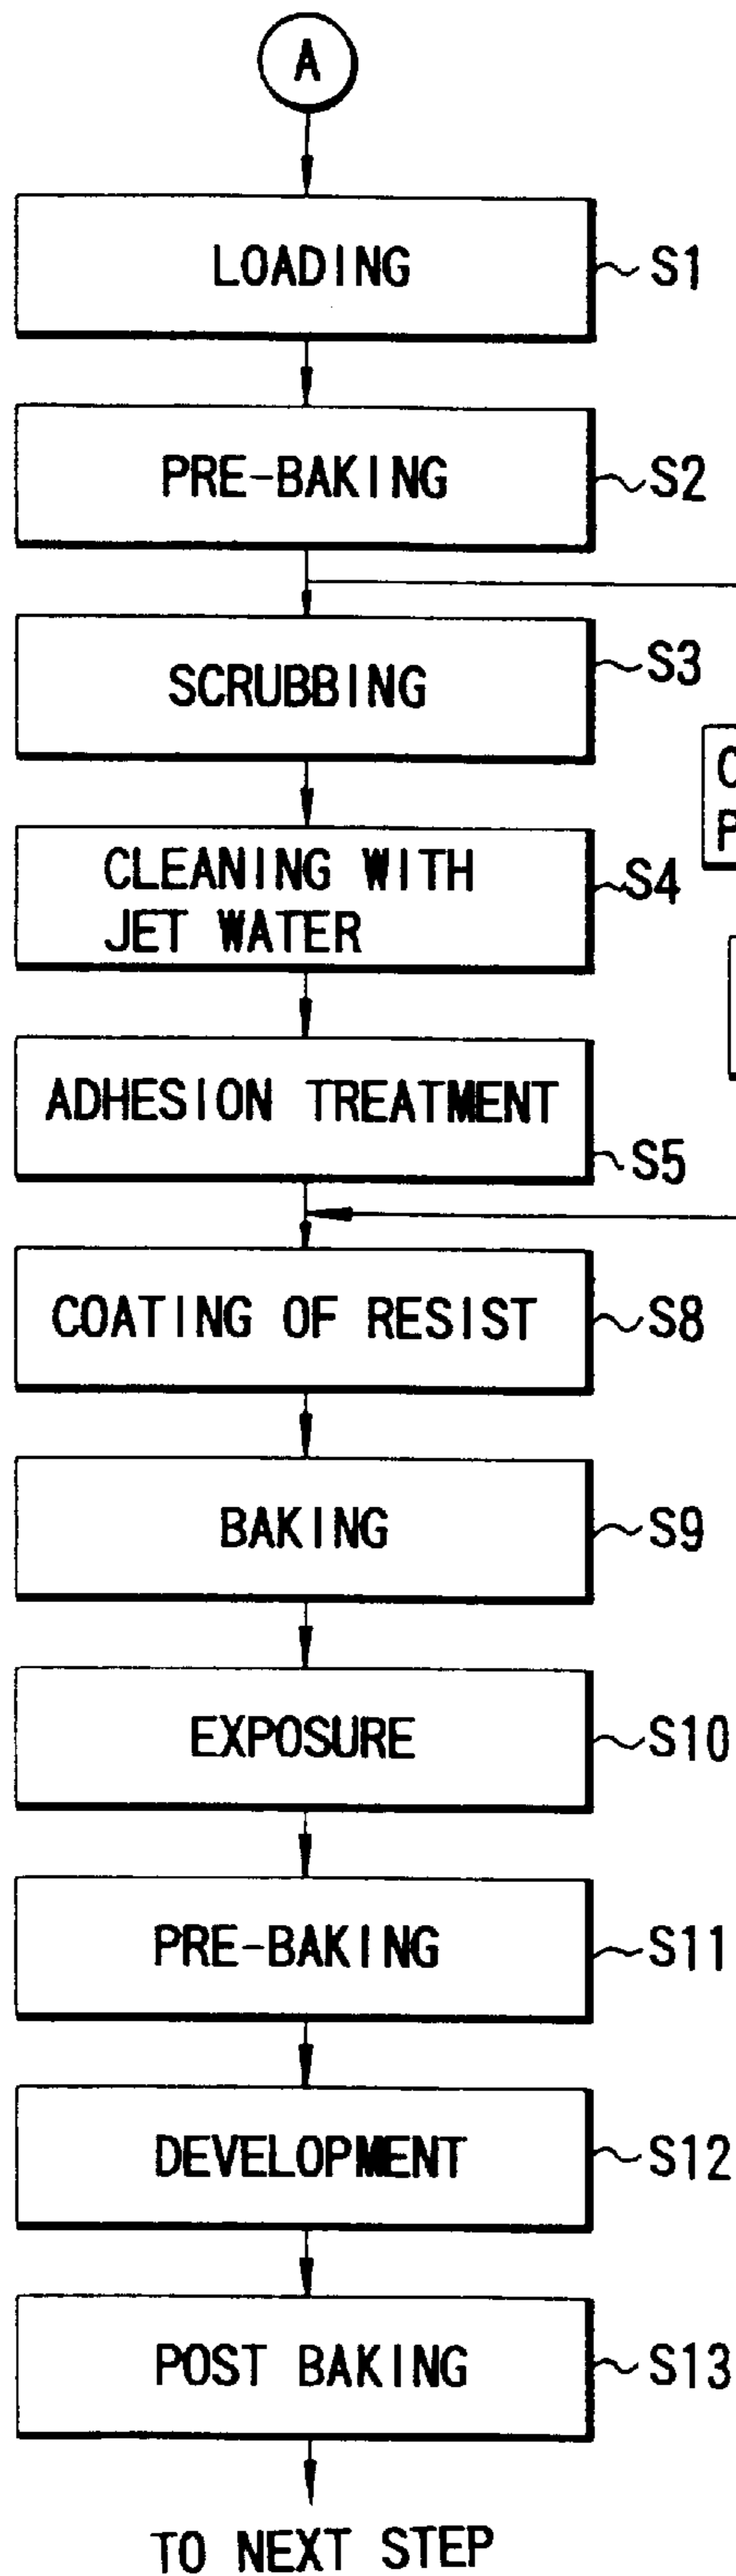 A
LOADING
S1
PRE-BAKING
S2
SCRUBBING
S3
CLEANING WITH
JET WATER
S4
ADHESION TREATMENT
S5
COATING OF RESIST
S8
BAKING
S9
EXPOSURE
S10
PRE-BAKING
S11
DEVELOPMENT
S12
POST BAKING
S13
TO NEXT STEP